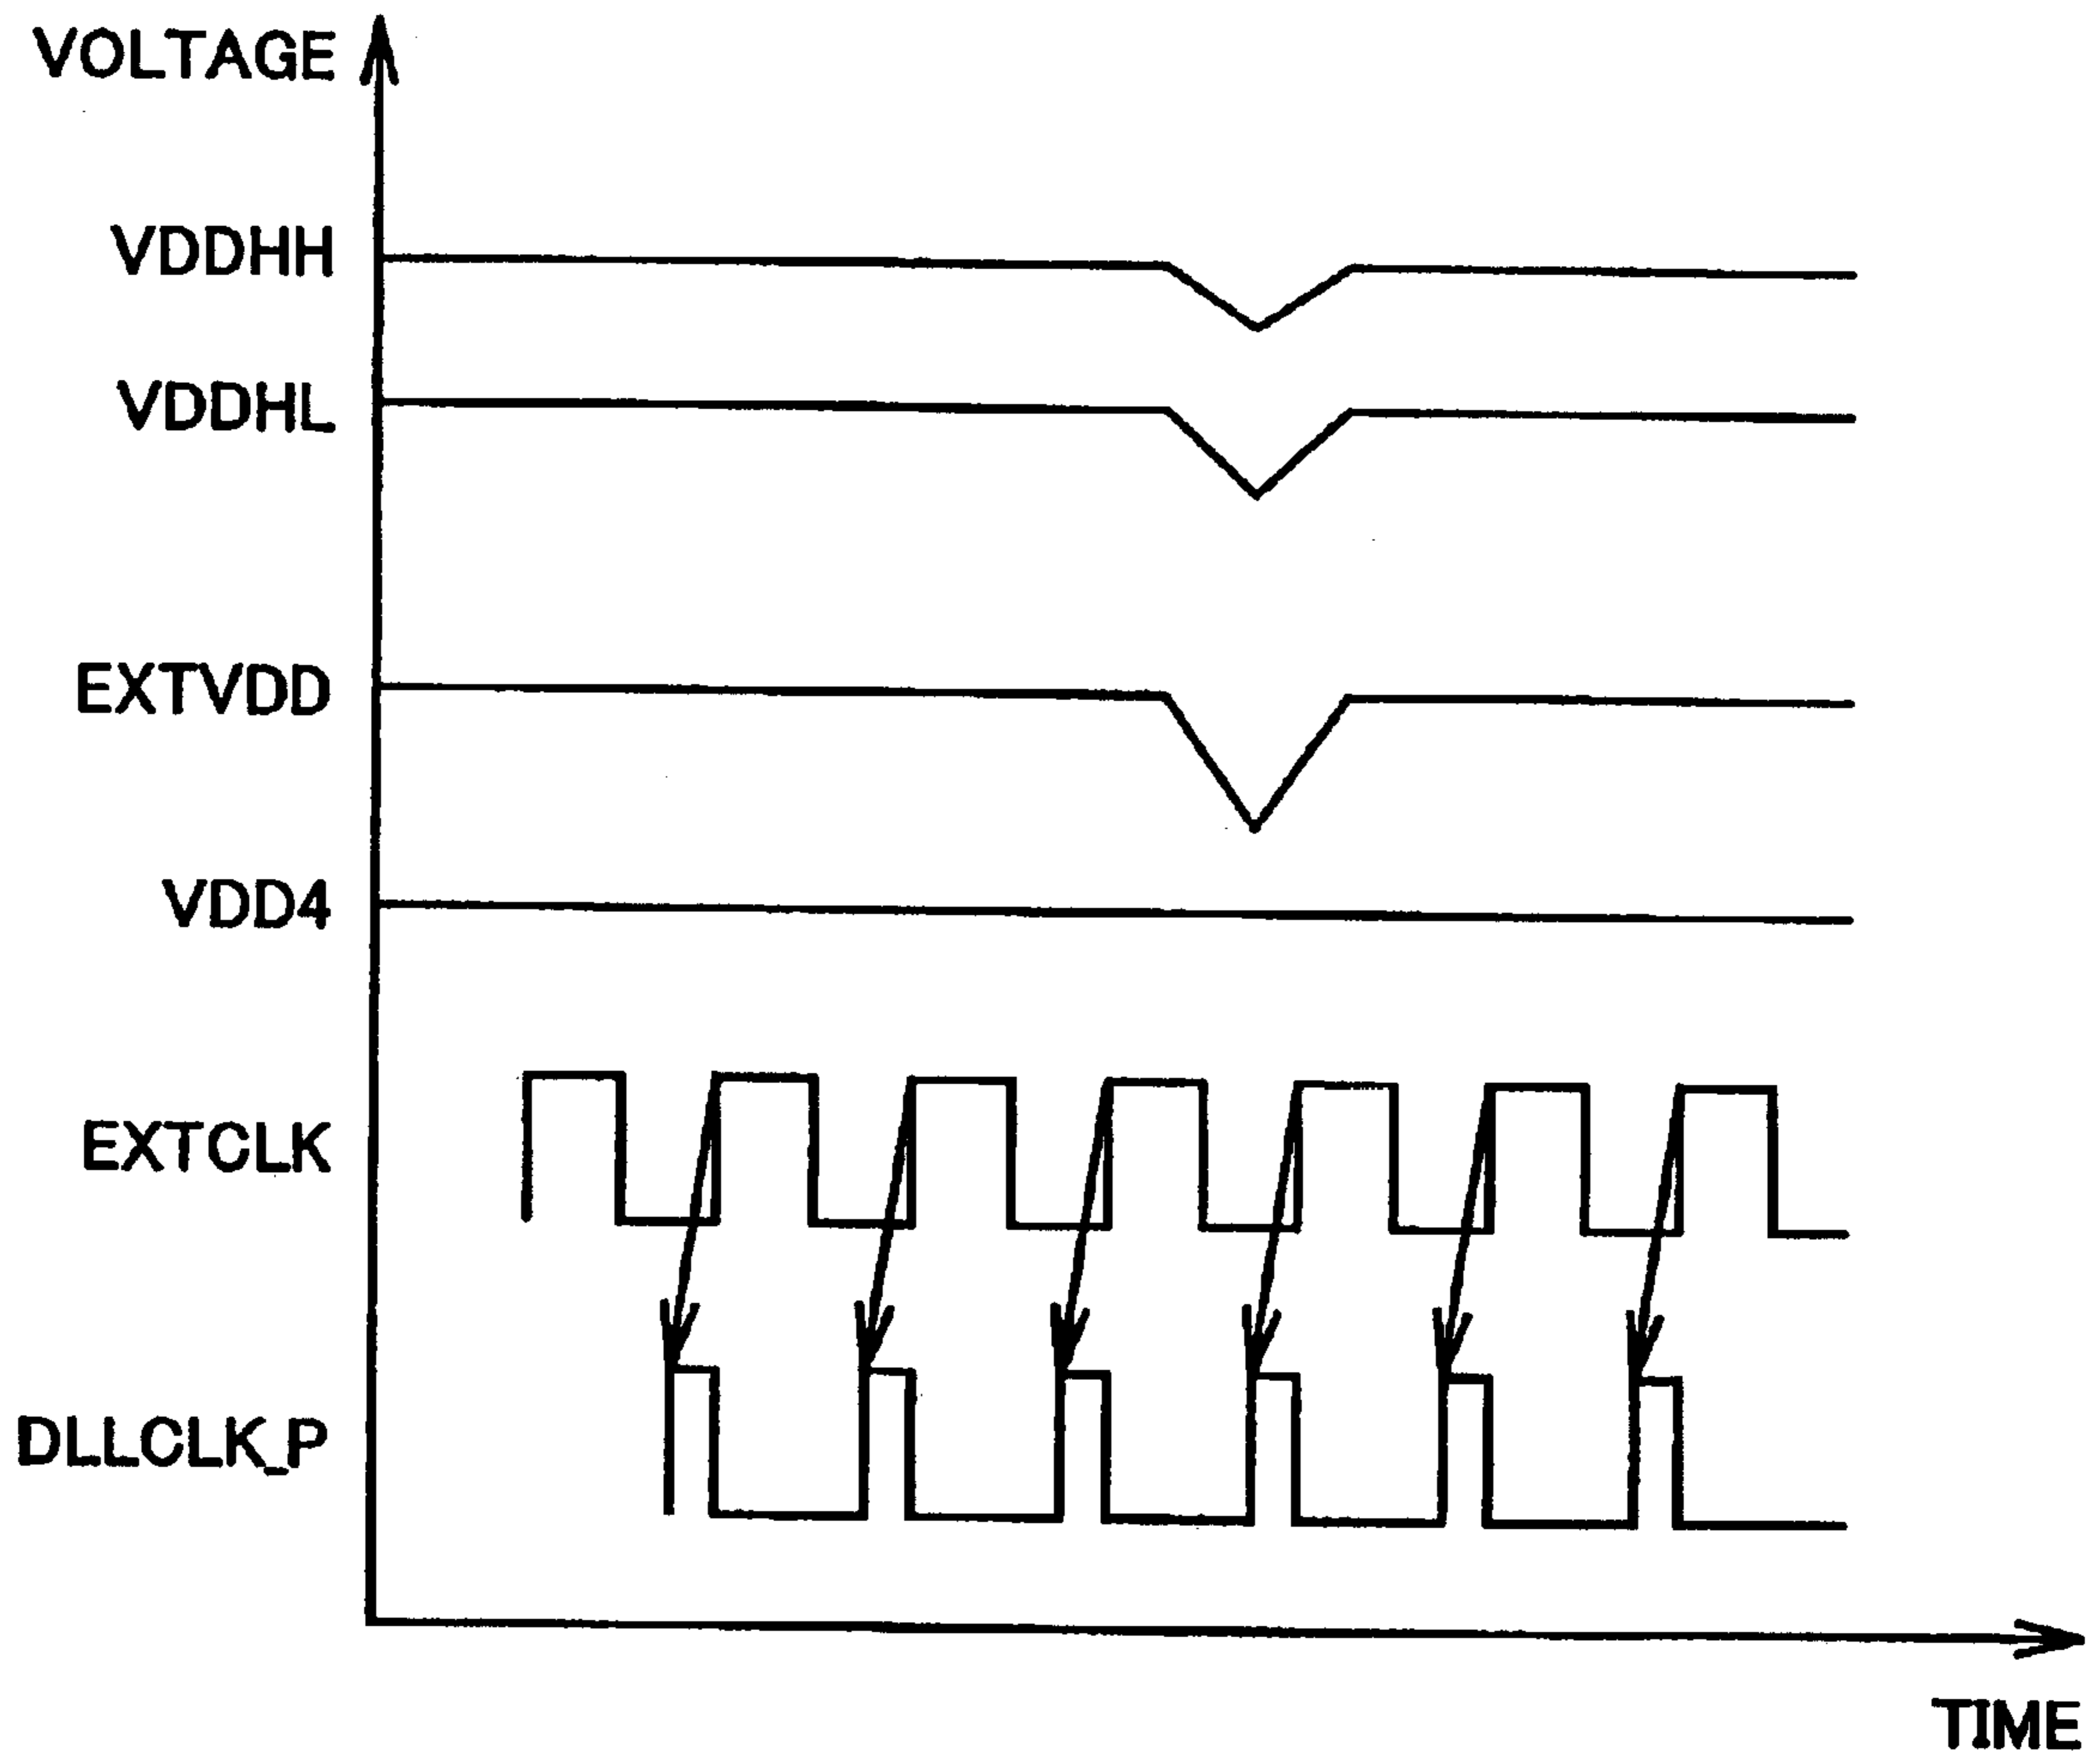 VOLTAGE
VDDHH
VDDHL
EXTVDD
VDD4
EXTCLK
DLLCLK_P
TIME